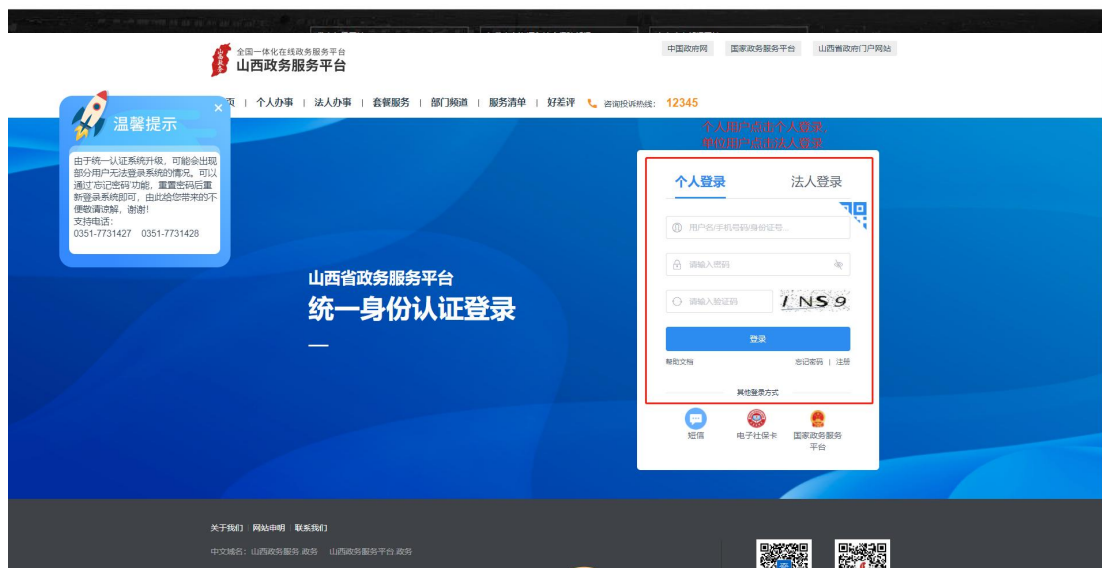 全国一体化在线政务服务平台
山西政务服务平台
中国政府网 国家政务服务平台 山西省政府门户网站
页 | 个人办事 | 法人办事 | 套餐服务 | 部门频道 | 服务清单 | 好差评 咨询投诉热线: 12345
温馨提示
由于统一认证系统升级，可能会出现
部分用户无法登录系统的情况。可以
通过'忘记密码'功能，重置密码后重
新登录系统即可，由此给您带来的不
便敬请谅解，谢谢!
支持电话：
0351-7731427 0351-7731428
个人用户点击个人登录，
单位用户点击法人登录
个人登录 法人登录
用户名/手机号码/身份证号...
请输入密码
请输入验证码 INS9
登录
帮助文档 忘记密码 | 注册
其他登录方式
短信 电子社保卡 国家政务服务
平台
山西省政务服务平台
统一身份认证登录
关于我们 | 网站申明 | 联系我们
中文域名：山西政务服务.政务 山西政务服务平台.政务